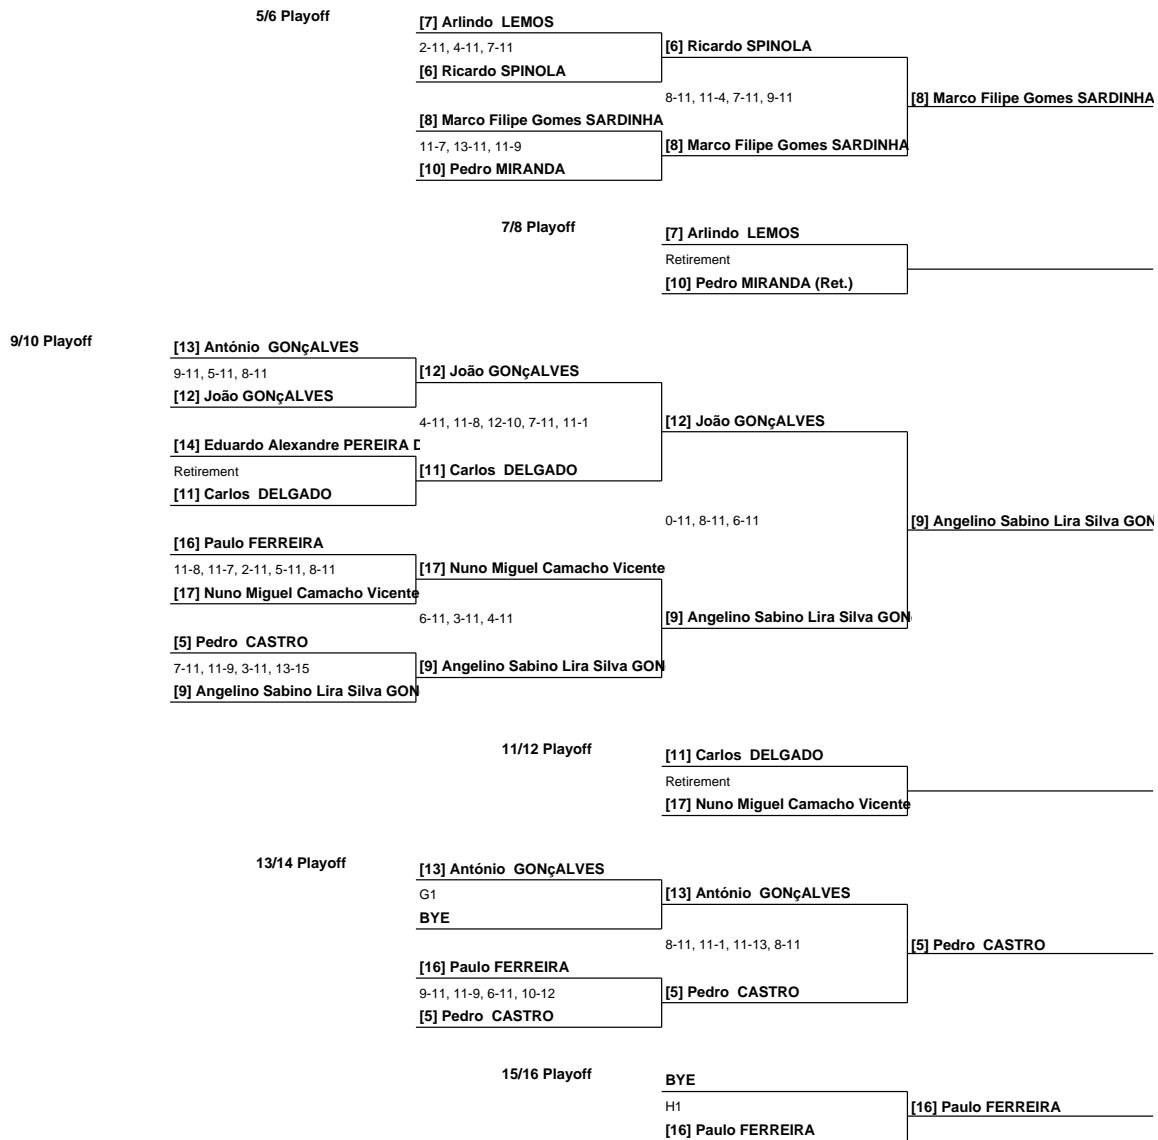 5/6 Playoff
[7] Arlindo  LEMOS
2-11, 4-11, 7-11
[6] Ricardo SPINOLA
[6] Ricardo SPINOLA
8-11, 11-4, 7-11, 9-11
[8] Marco Filipe Gomes SARDINHA
[8] Marco Filipe Gomes SARDINHA
11-7, 13-11, 11-9
[8] Marco Filipe Gomes SARDINHA
[10] Pedro MIRANDA
7/8 Playoff
[7] Arlindo  LEMOS
Retirement
[10] Pedro MIRANDA (Ret.)
9/10 Playoff
[13] António  GONçALVES
9-11, 5-11, 8-11
[12] João GONçALVES
[12] João GONçALVES
4-11, 11-8, 12-10, 7-11, 11-1
[12] João GONçALVES
[14] Eduardo Alexandre PEREIRA D
Retirement
[11] Carlos  DELGADO
[11] Carlos  DELGADO
0-11, 8-11, 6-11
[9] Angelino Sabino Lira Silva GON
[16] Paulo FERREIRA
11-8, 11-7, 2-11, 5-11, 8-11
[17] Nuno Miguel Camacho Vicente
[17] Nuno Miguel Camacho Vicente
6-11, 3-11, 4-11
[9] Angelino Sabino Lira Silva GON
[5] Pedro  CASTRO
7-11, 11-9, 3-11, 13-15
[9] Angelino Sabino Lira Silva GON
[9] Angelino Sabino Lira Silva GON
11/12 Playoff
[11] Carlos  DELGADO
Retirement
[17] Nuno Miguel Camacho Vicente
13/14 Playoff
[13] António  GONçALVES
G1
[13] António  GONçALVES
BYE
8-11, 11-1, 11-13, 8-11
[5] Pedro  CASTRO
[16] Paulo FERREIRA
9-11, 11-9, 6-11, 10-12
[5] Pedro  CASTRO
[5] Pedro  CASTRO
15/16 Playoff
BYE
H1
[16] Paulo FERREIRA
[16] Paulo FERREIRA